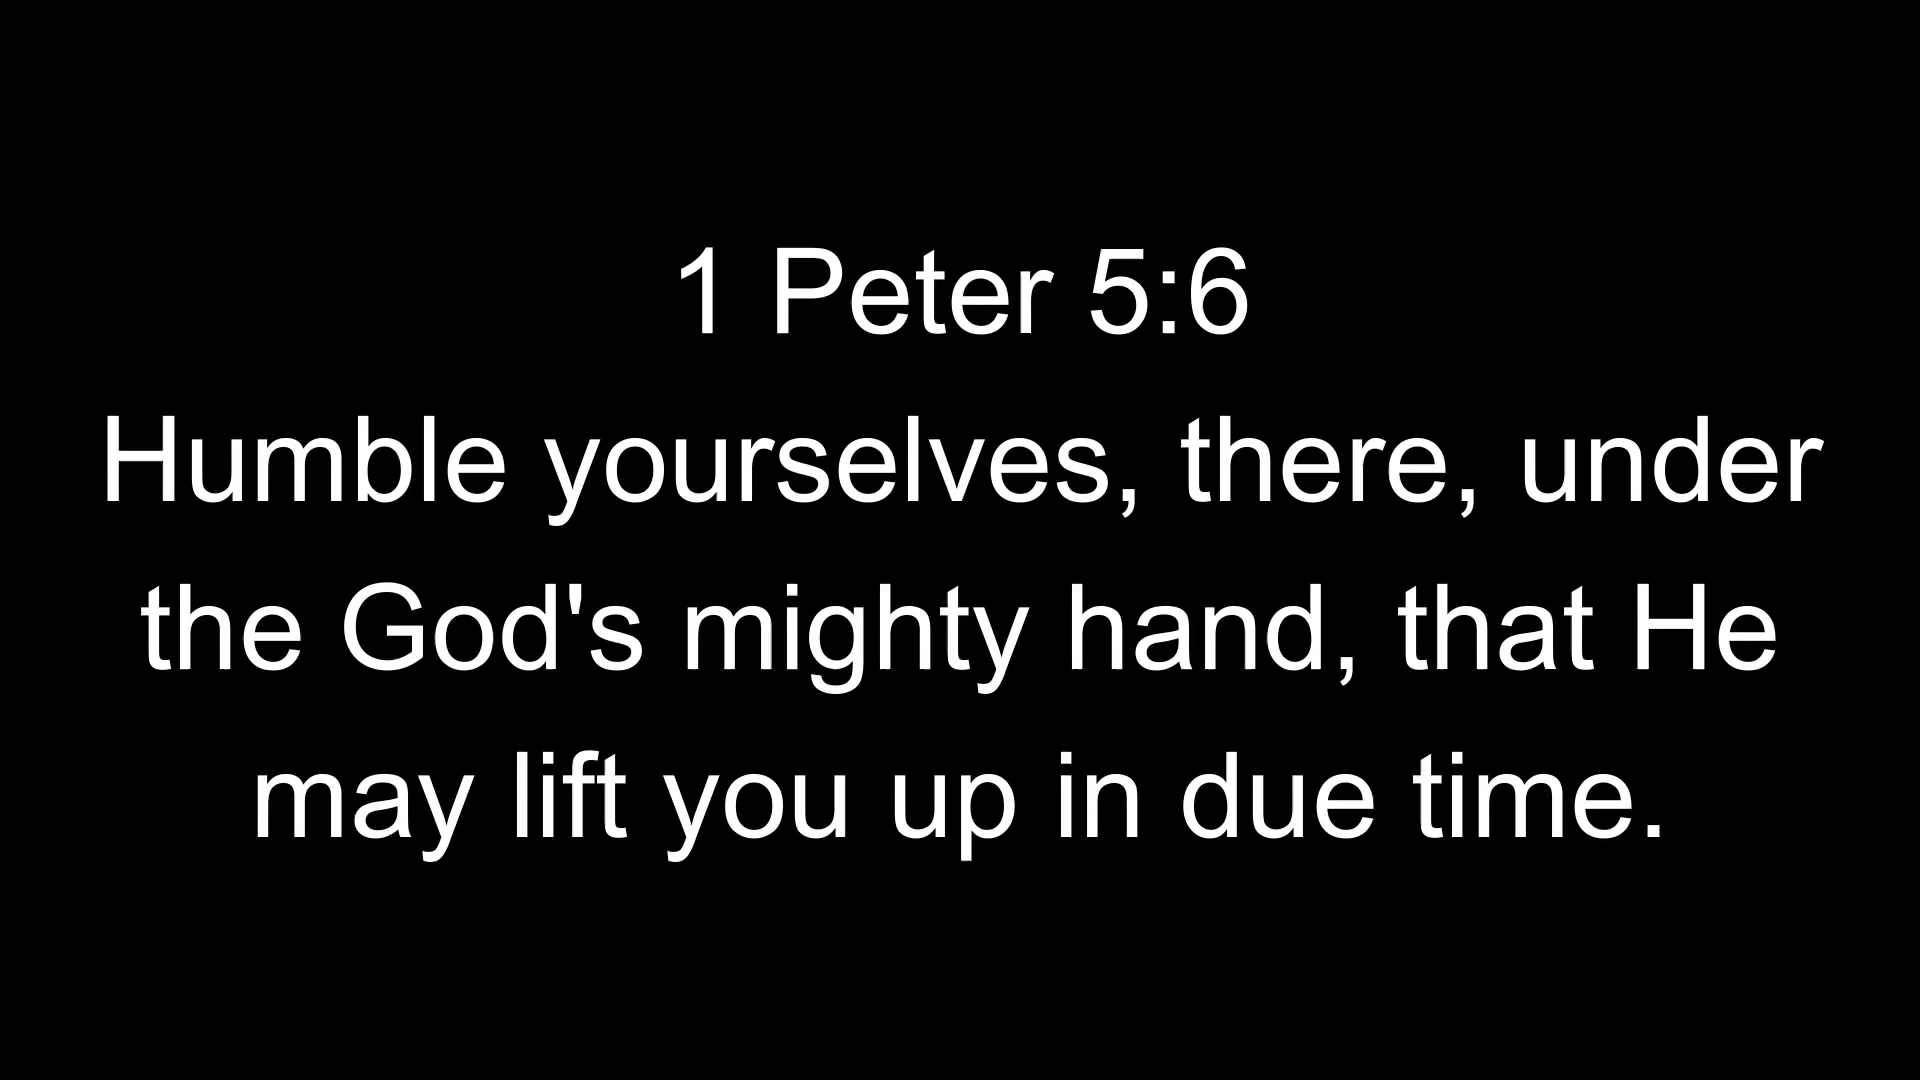 1 Peter 5:6
Humble yourselves, there, under
the God's mighty hand, that He
may lift you up in due time.